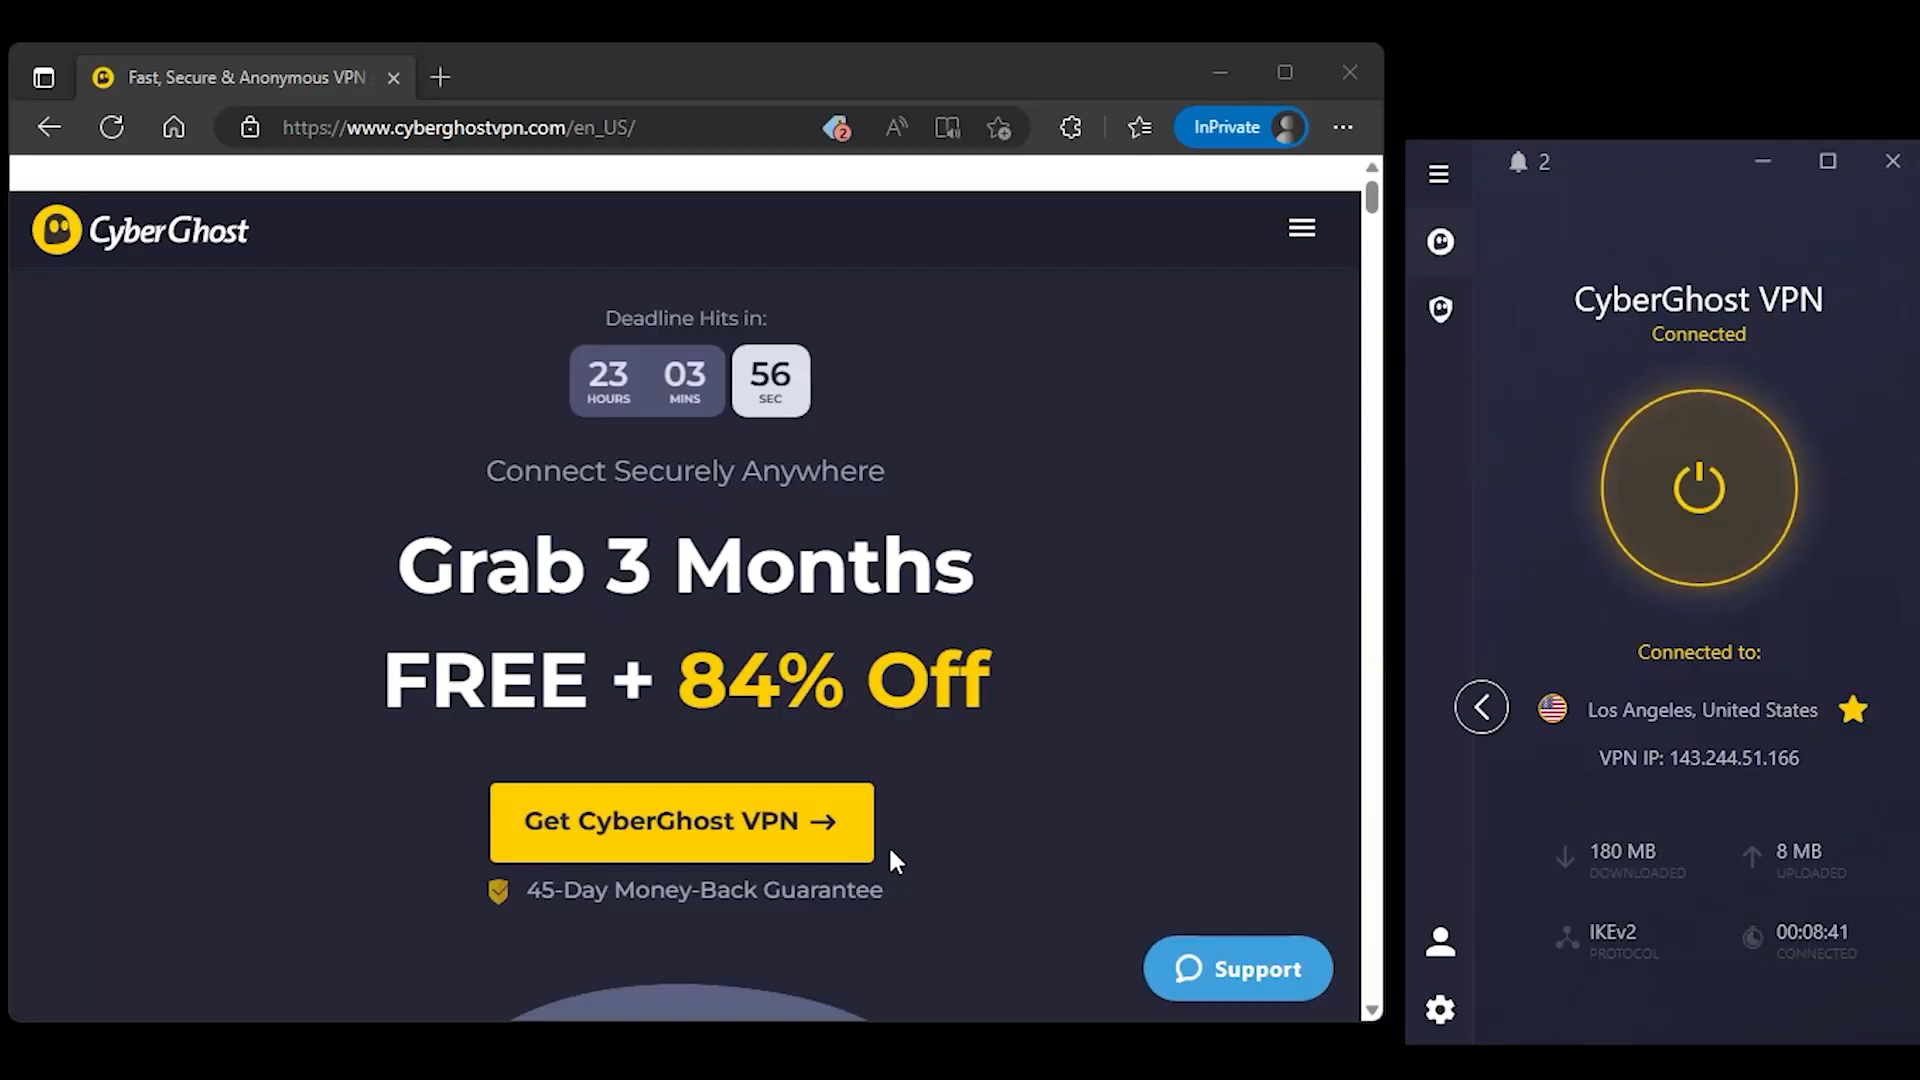 Fast, Secure & Anonymous VPN
https://www.cyberghostvpn.com/en_US/
2
InPrivate
CyberGhost
Deadline Hits in:
23 03 56
HOURS MINS SEC
Connect Securely Anywhere
Grab 3 Months
FREE + 84% Off
Get CyberGhost VPN →
45-Day Money-Back Guarantee
Support
2
CyberGhost VPN
Connected
Connected to:
Los Angeles, United States
VPN IP: 143.244.51.166
180 MB 8 MB
DOWNLOADED UPLOADED
IKEv2 00:08:41
PROTOCOL CONNECTED